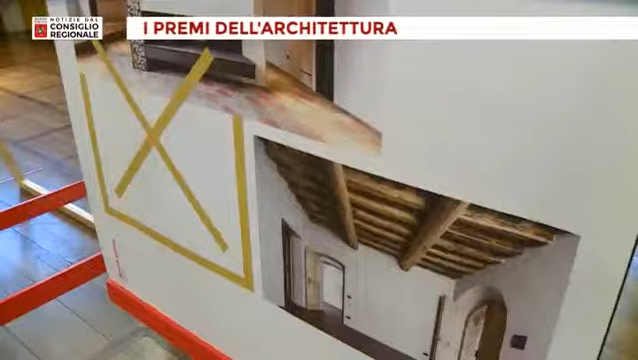 NOTIZIE DAL
CONSIGLIO
REGIONALE
I PREMI DELL'ARCHITETTURA